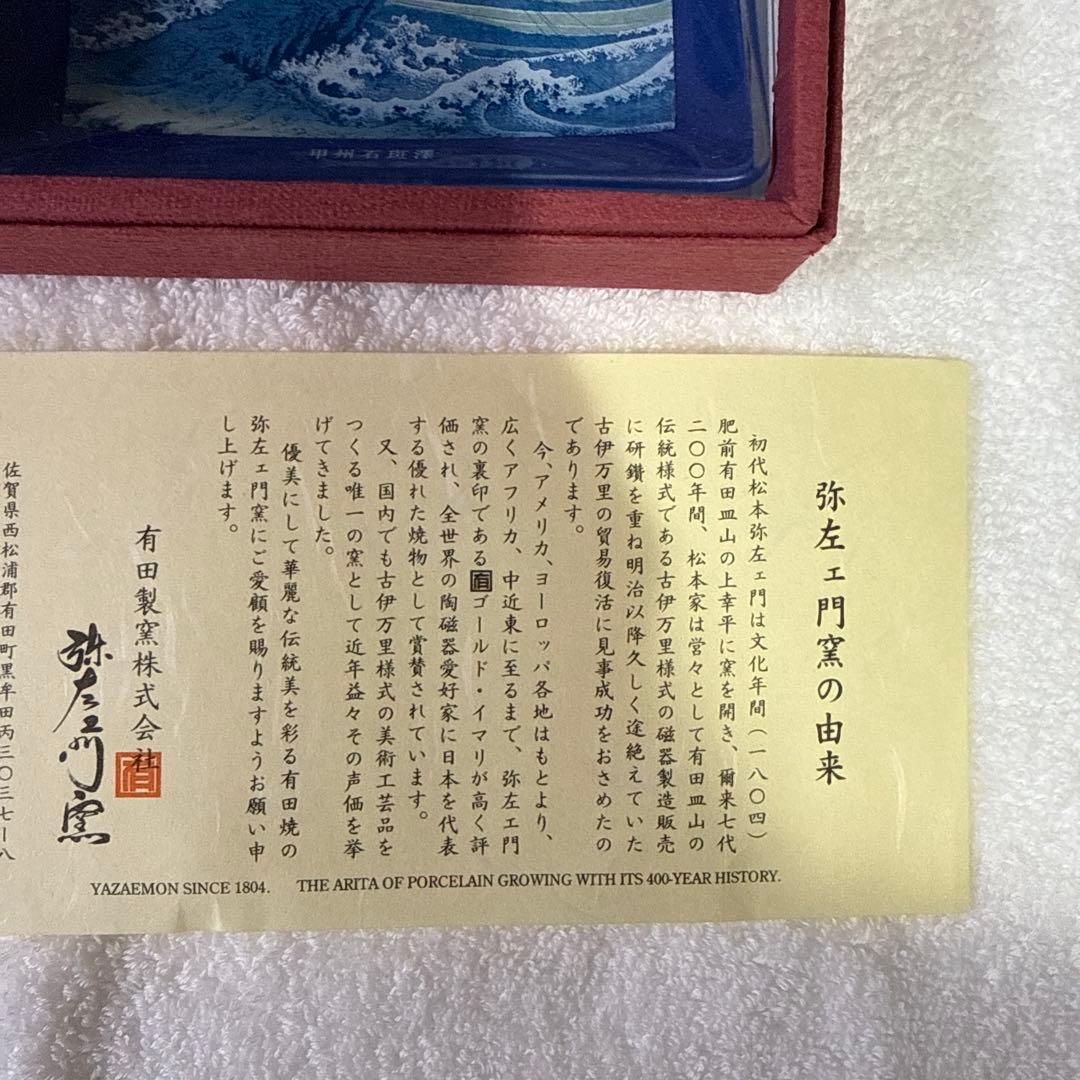 甲州石斑澤
弥左ェ門窯の由来
初代松本弥左ェ門は文化年間(一八〇四)
肥前有田皿山の上幸平に窯を開き、爾来七代
二〇〇年間、松本家は営々として有田皿山の
伝統様式である古伊万里様式の磁器製造販売
に研鑽を重ね明治以降久しく途絶えていた
古伊万里の貿易復活に見事成功をおさめたの
であります。
今、アメリカ、ヨーロッパ各地はもとより、
広くアフリカ、中近東に至るまで、弥左ェ門
窯の裏印であるゴールド・イマリが高く評
価され、全世界の陶磁器愛好家に日本を代表
する優れた焼物として賞賛されています。
又、国内でも古伊万里様式の美術工芸品を
つくる唯一の窯として近年益々その声価を挙
げてきました。
優美にして華麗な伝統美を彩る有田焼の
弥左ェ門窯にご愛顧を賜りますようお願い申
し上げます。
有田製窯株式会社
弥左ェ門窯
佐賀県西松浦郡有田町黒牟田丙三〇三七ー八
YAZAEMON SINCE 1804. THE ARITA OF PORCELAIN GROWING WITH ITS 400-YEAR HISTORY.